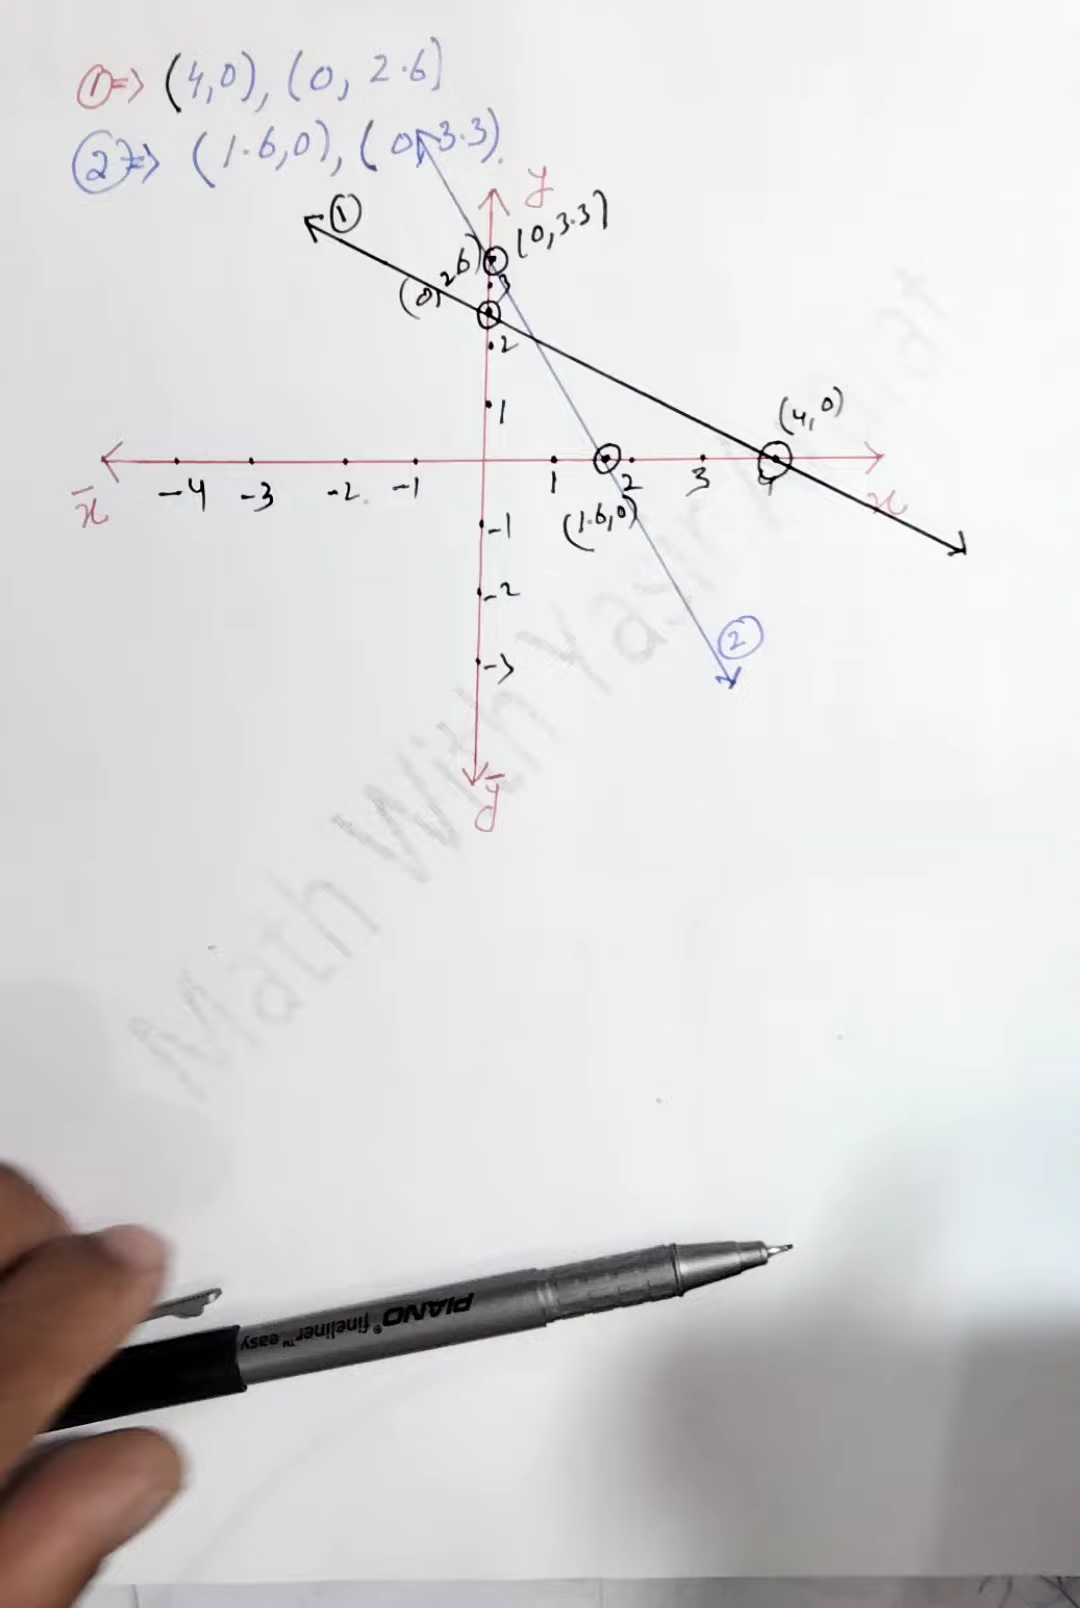 ① => (4,0), (0, 2.6]
② => (1.6,0), (0,3.3).
y
①
(0,3.3)
(0, 2.6)
3
2
1
(4,0)
x̄ -4 -3 -2 -1 1 2 3 4 x
(1.6,0)
-1
-2
-3
②
ȳ
Math With Yasir
PIANO® fineliner™ easy